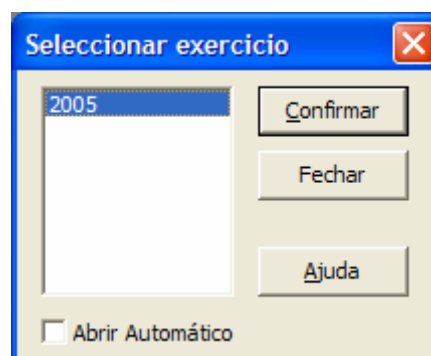 Seleccionar exercicio
2005
Confirmar
Fechar
Ajuda
Abrir Automático